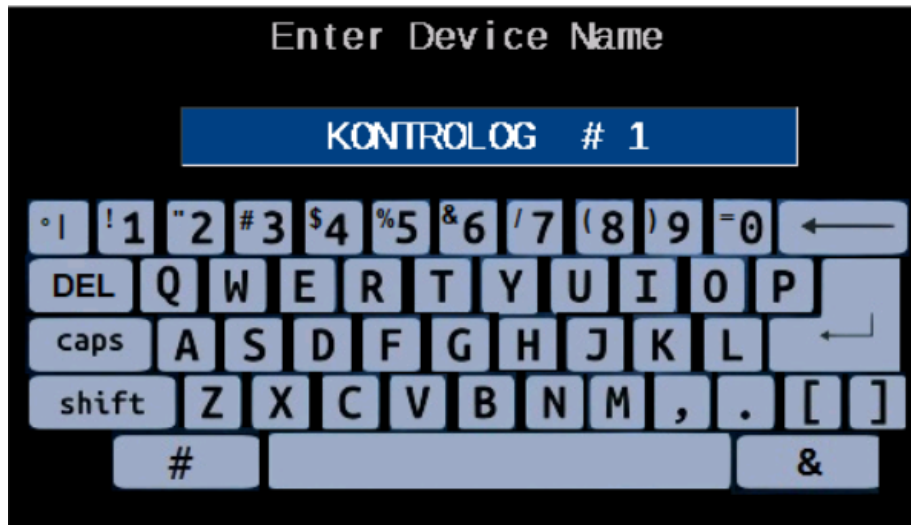 Enter Device Name
KONTROLOG # 1
°| !1 "2 #3 $4 %5 &6 /7 (8 )9 =0 ←
DEL Q W E R T Y U I O P
caps A S D F G H J K L ↵
shift Z X C V B N M , . [ ]
# &